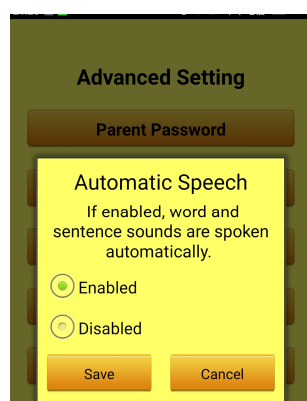 Advanced Setting
Parent Password
Automatic Speech
If enabled, word and
sentence sounds are spoken
automatically.
Enabled
Disabled
Save
Cancel